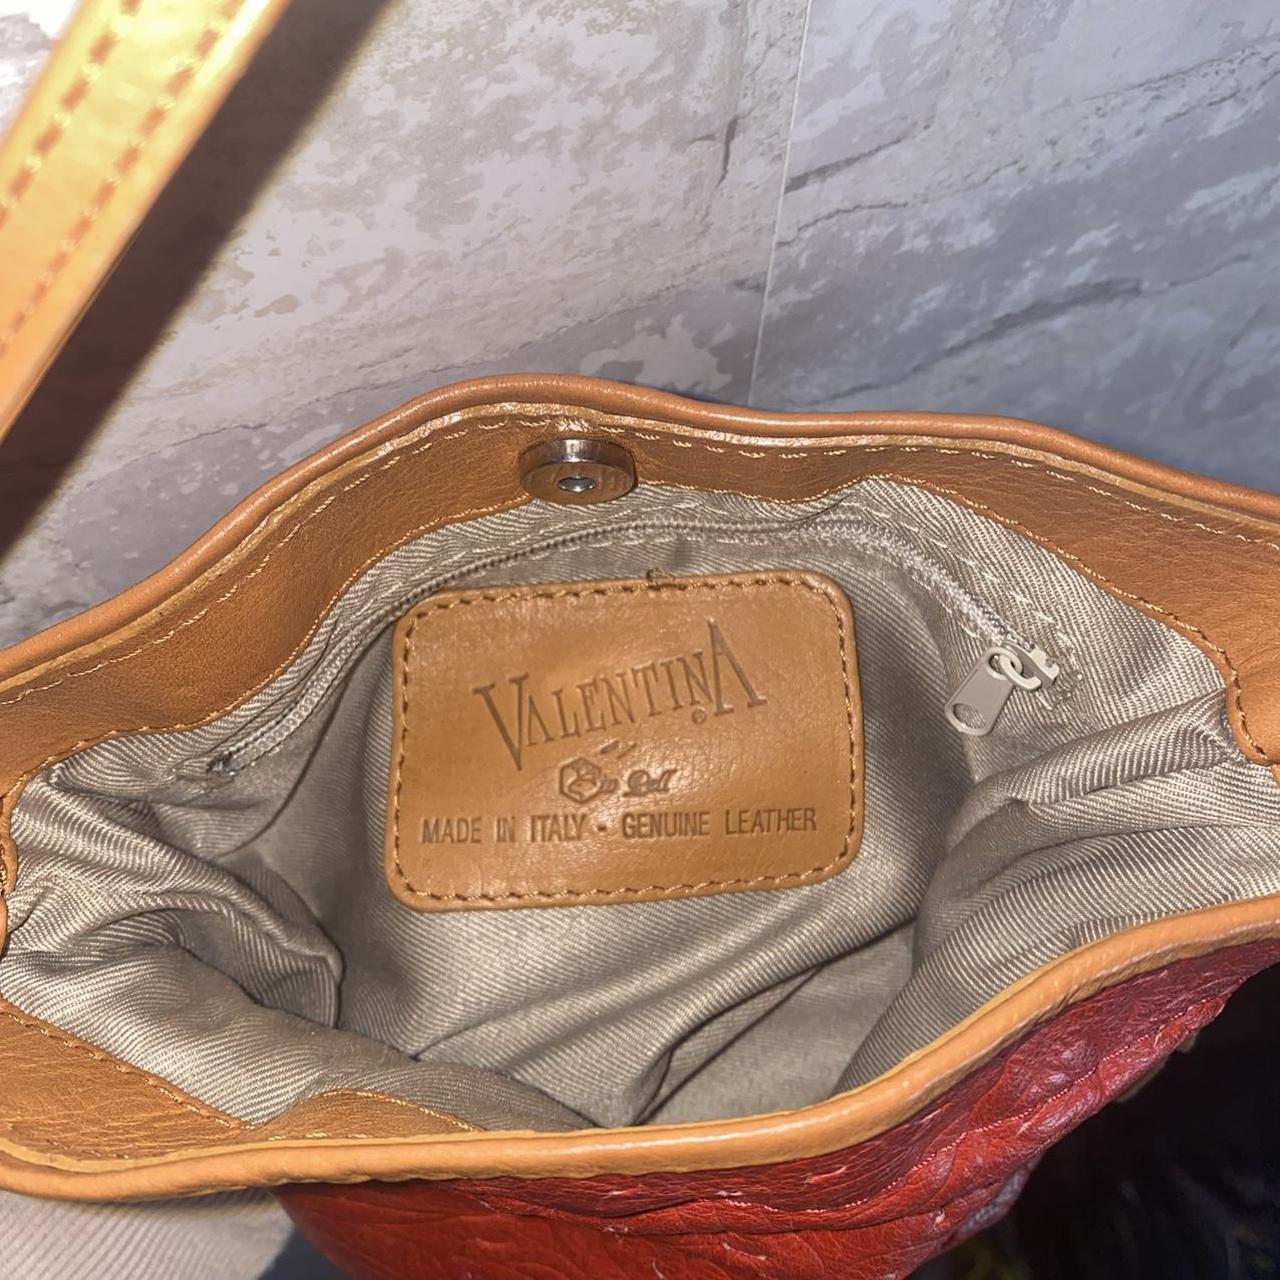 VALENTINA
©
MADE IN ITALY • GENUINE LEATHER